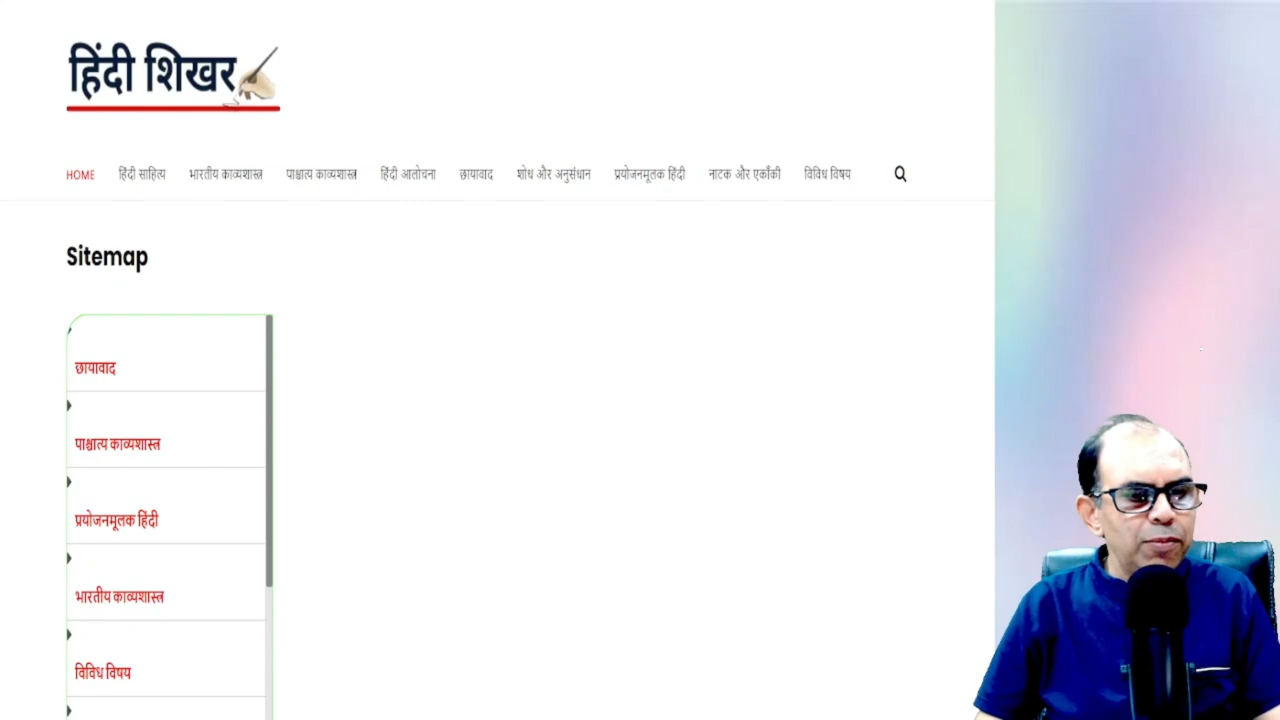 हिंदी शिखर
HOME हिंदी साहित्य भारतीय काव्यशास्त्र पाश्चात्य काव्यशास्त्र हिंदी आलोचना छायावाद शोध और अनुसंधान प्रयोजनमूलक हिंदी नाटक और एकाँकी विविध विषय
Sitemap
छायावाद
पाश्चात्य काव्यशास्त्र
प्रयोजनमूलक हिंदी
भारतीय काव्यशास्त्र
विविध विषय